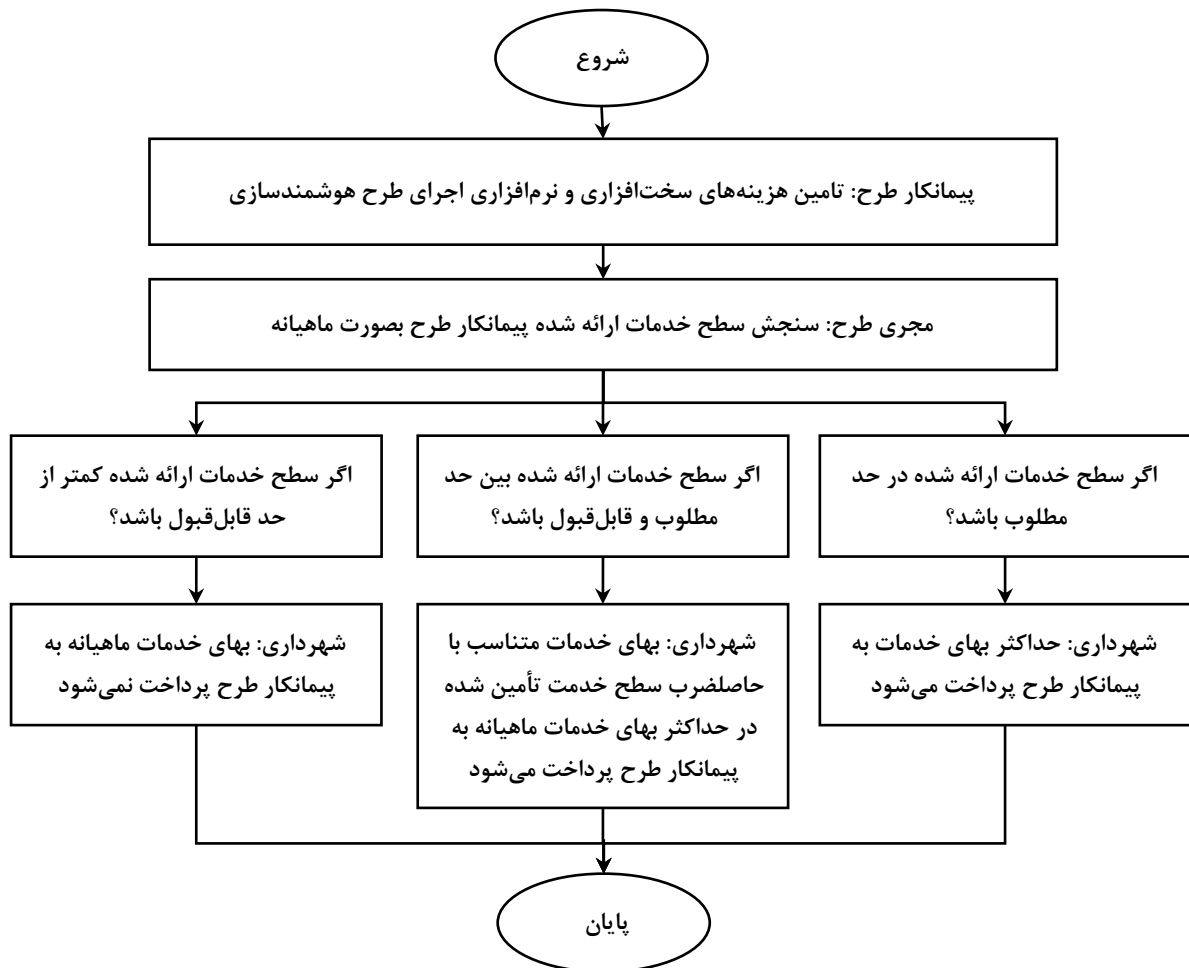 شروع
پیمانکار طرح: تامین هزینه‌های سخت‌افزاری و نرم‌افزاری اجرای طرح هوشمندسازی
مجری طرح: سنجش سطح خدمات ارائه شده پیمانکار طرح بصورت ماهیانه
اگر سطح خدمات ارائه شده در حد
مطلوب باشد؟
اگر سطح خدمات ارائه شده بین حد
مطلوب و قابل‌قبول باشد؟
اگر سطح خدمات ارائه شده کمتر از
حد قابل‌قبول باشد؟
شهرداری: حداکثر بهای خدمات به
پیمانکار طرح پرداخت می‌شود
شهرداری: بهای خدمات متناسب با
حاصلضرب سطح خدمت تأمین شده
در حداکثر بهای خدمات ماهیانه به
پیمانکار طرح پرداخت می‌شود
شهرداری: بهای خدمات ماهیانه به
پیمانکار طرح پرداخت نمی‌شود
پایان